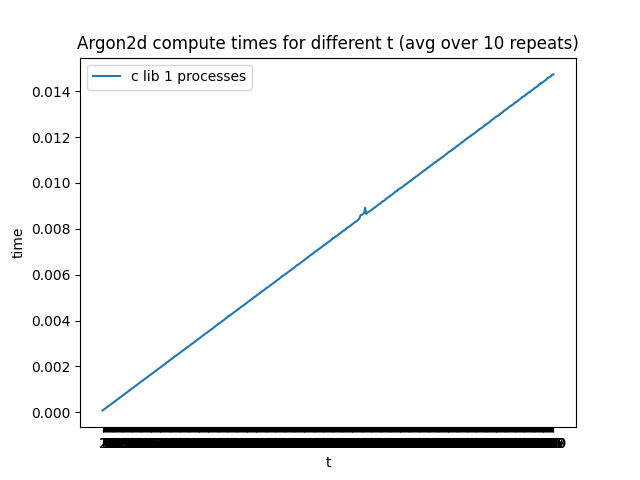 Argon2d compute times for different t (avg over 10 repeats)
c lib 1 processes
0.014
0.012
0.010
0.008
0.006
0.004
0.002
0.000
time
t